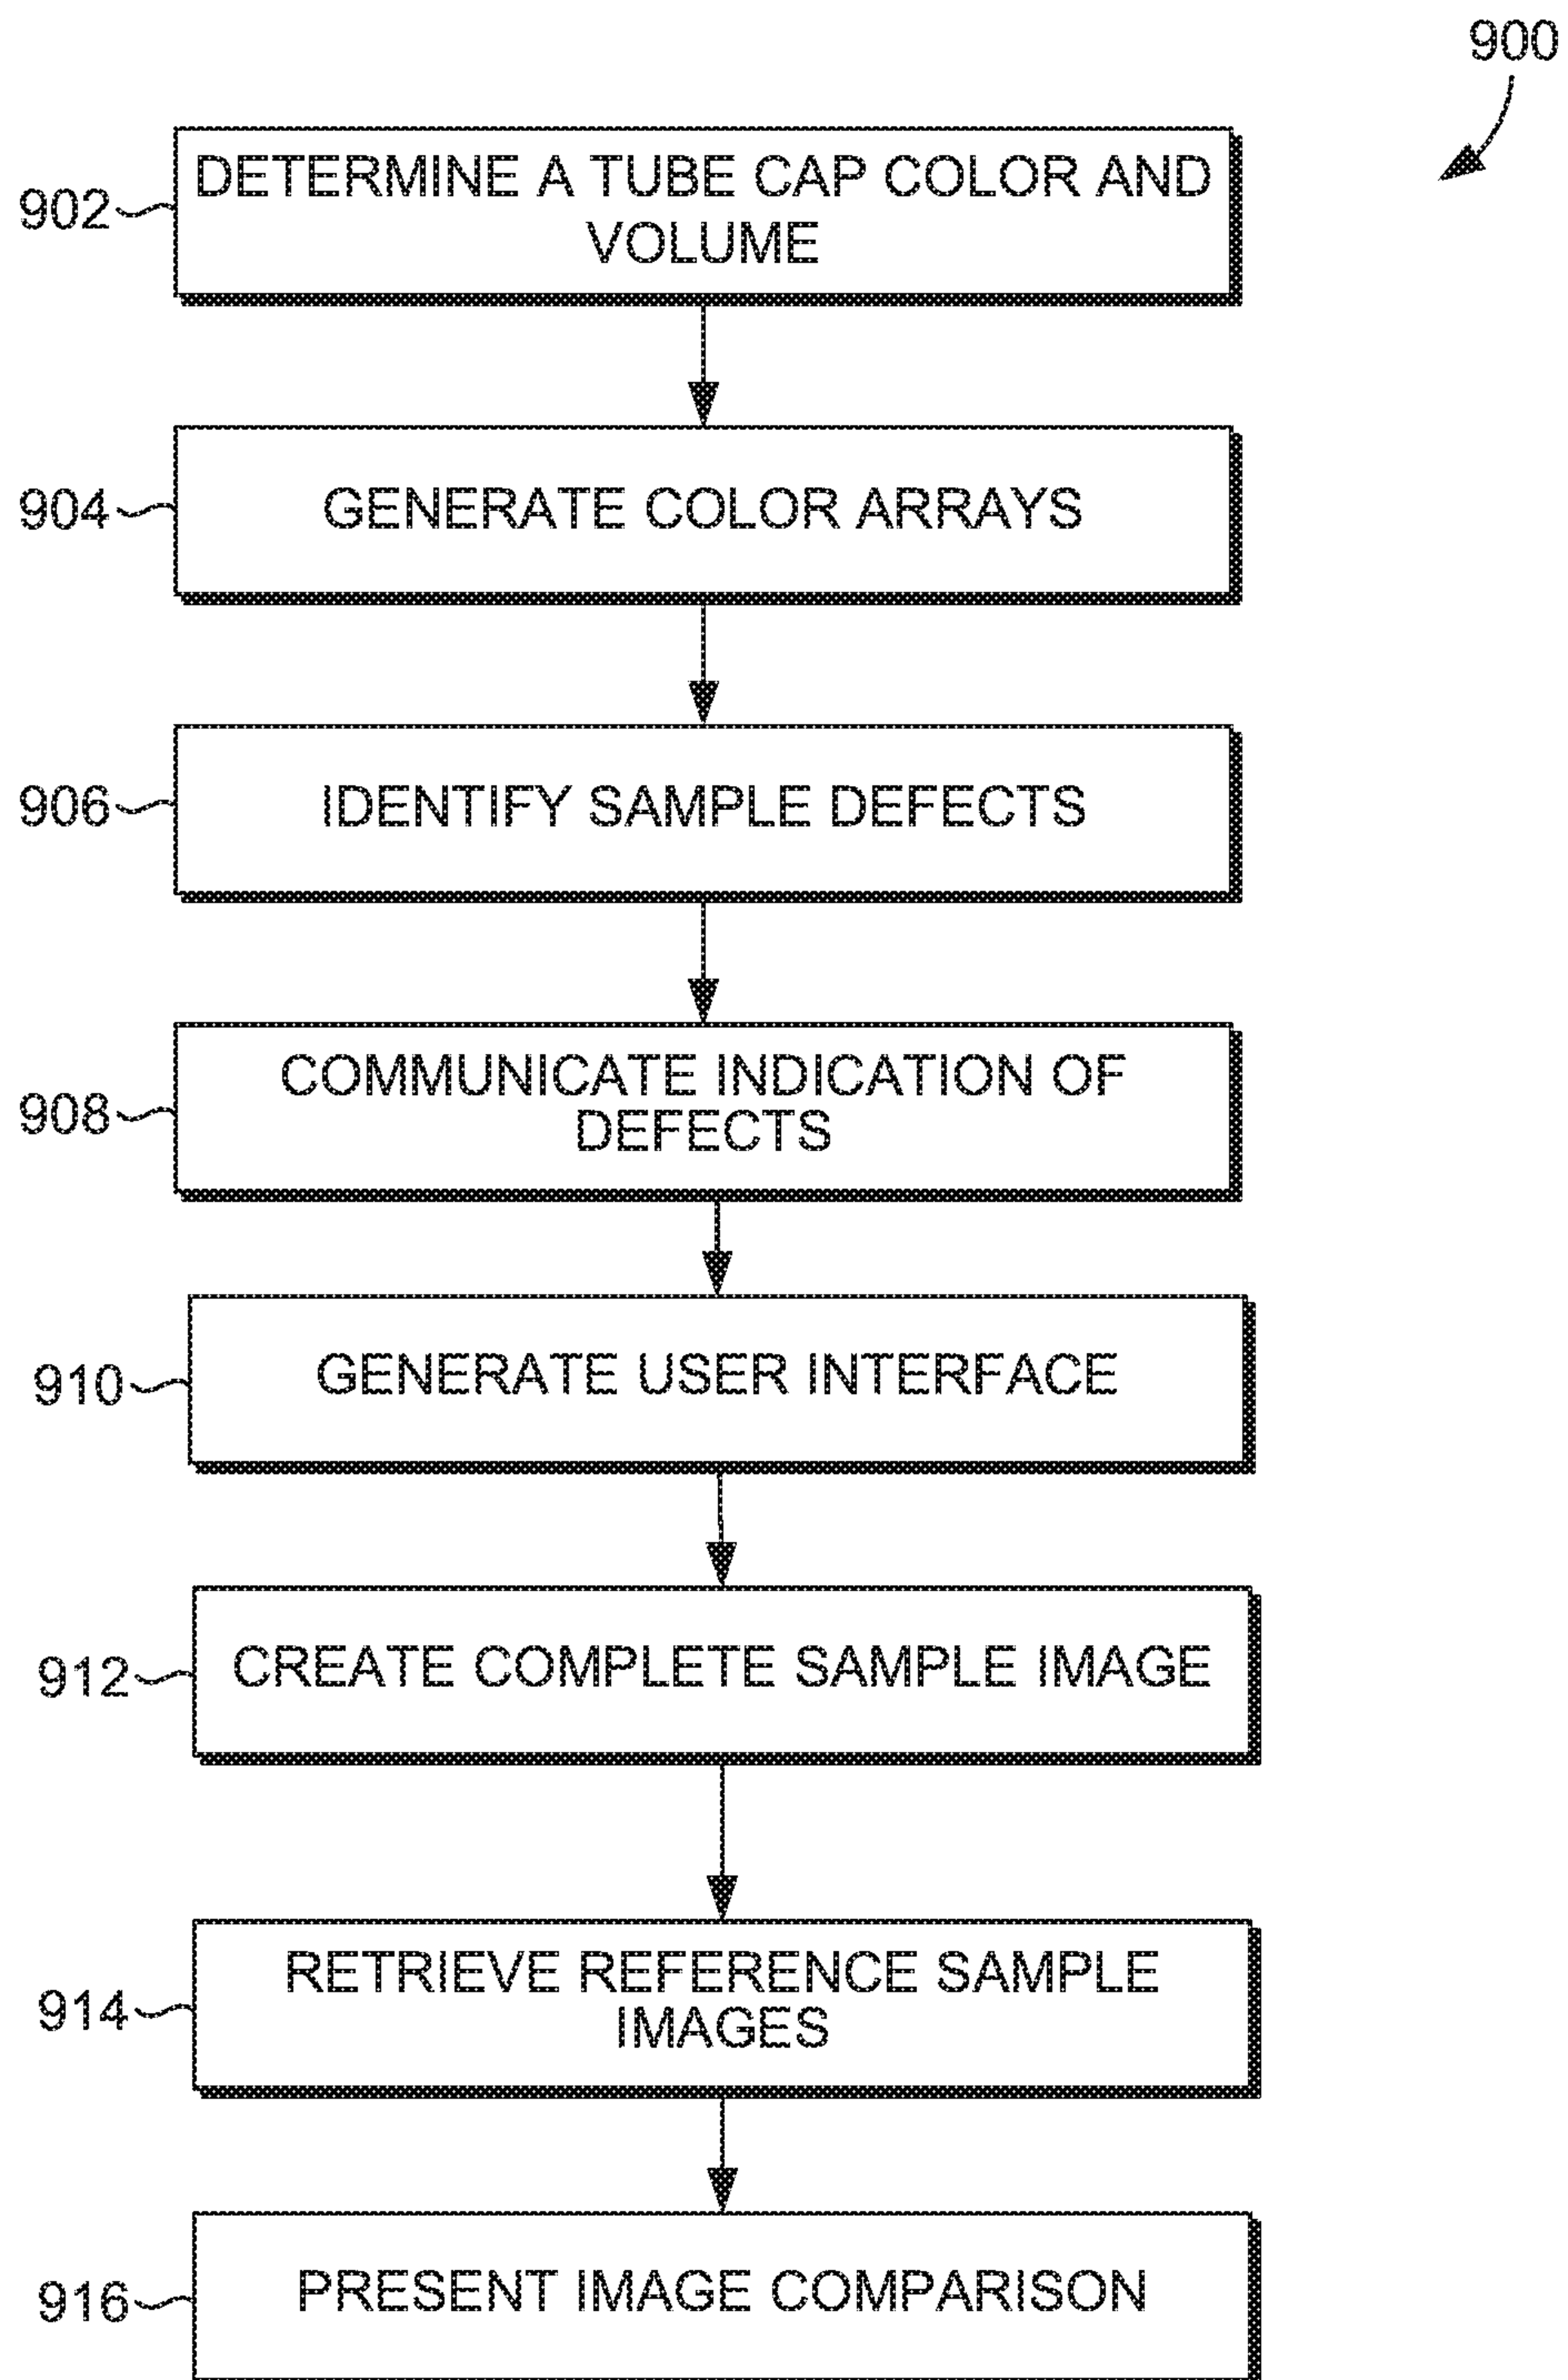 900
902
DETERMINE A TUBE CAP COLOR AND
VOLUME
904
GENERATE COLOR ARRAYS
906
IDENTIFY SAMPLE DEFECTS
908
COMMUNICATE INDICATION OF
DEFECTS
910
GENERATE USER INTERFACE
912
CREATE COMPLETE SAMPLE IMAGE
914
RETRIEVE REFERENCE SAMPLE
IMAGES
916
PRESENT IMAGE COMPARISON